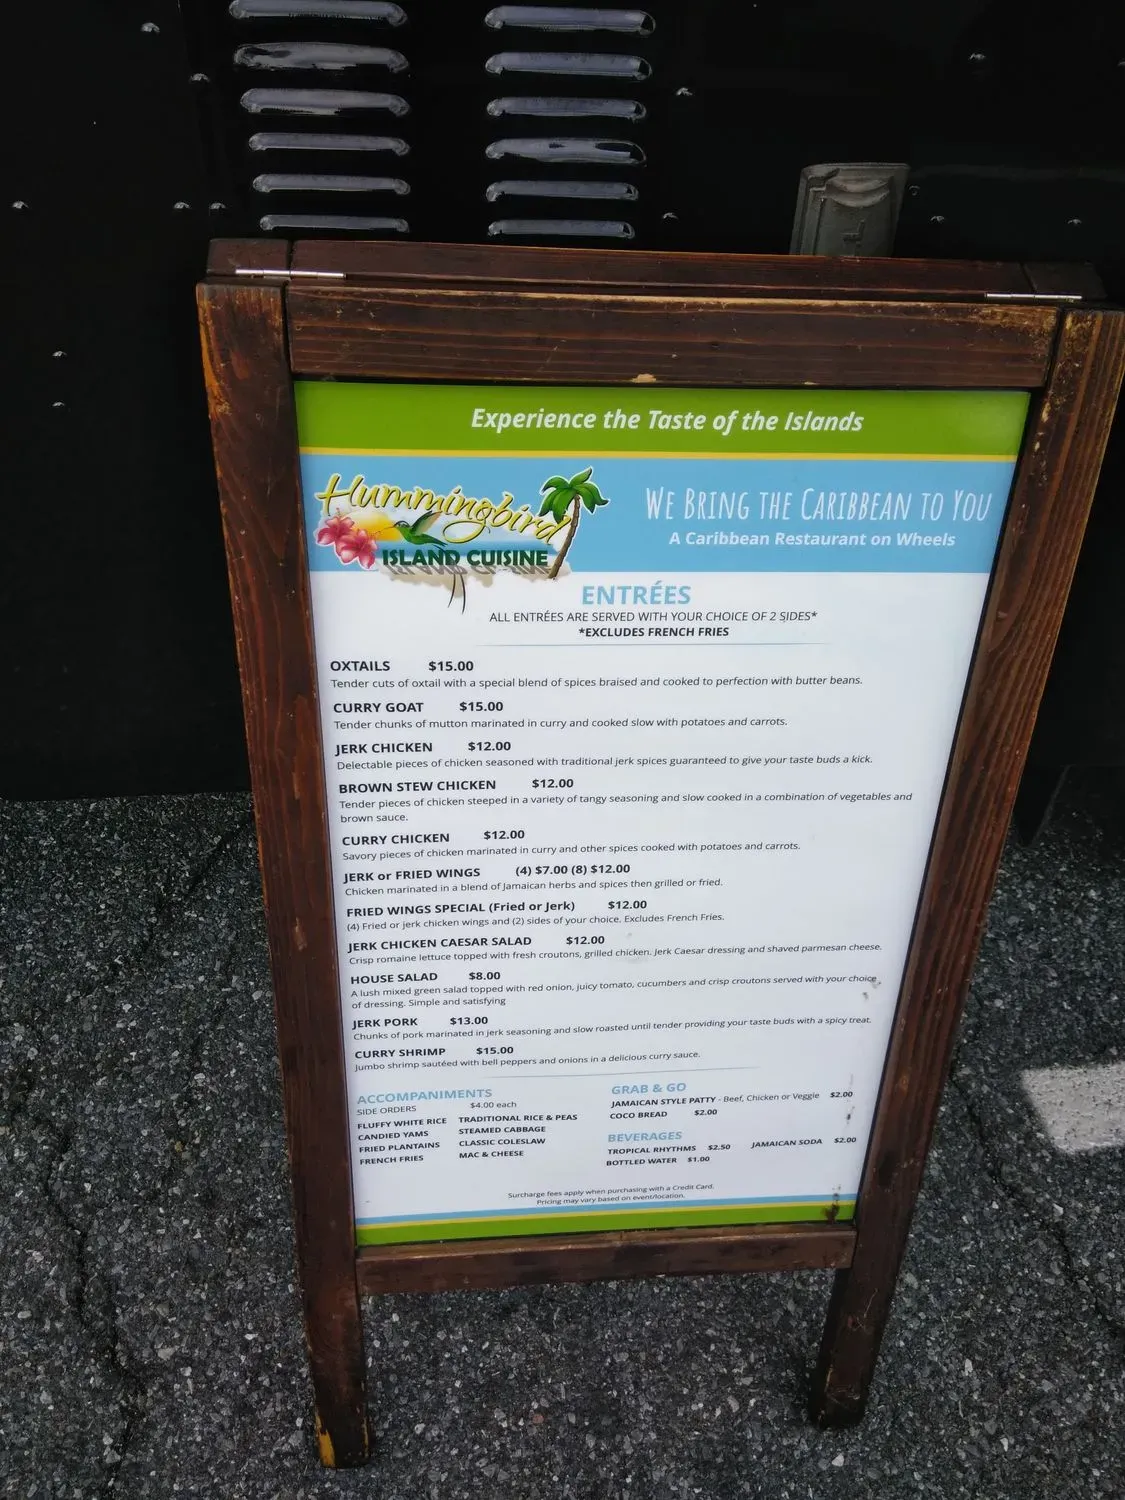 Experience the Taste of the Islands
Hummingbird
ISLAND CUISINE
WE BRING THE CARIBBEAN TO YOU
A Caribbean Restaurant on Wheels
ENTRÉES
ALL ENTRÉES ARE SERVED WITH YOUR CHOICE OF 2 SIDES*
*EXCLUDES FRENCH FRIES
OXTAILS $15.00
Tender cuts of oxtail with a special blend of spices braised and cooked to perfection with butter beans.
CURRY GOAT $15.00
Tender chunks of mutton marinated in curry and cooked slow with potatoes and carrots.
JERK CHICKEN $12.00
Delectable pieces of chicken seasoned with traditional jerk spices guaranteed to give your taste buds a kick.
BROWN STEW CHICKEN $12.00
Tender pieces of chicken steeped in a variety of tangy seasoning and slow cooked in a combination of vegetables and
brown sauce.
CURRY CHICKEN $12.00
Savory pieces of chicken marinated in curry and other spices cooked with potatoes and carrots.
JERK or FRIED WINGS (4) $7.00 (8) $12.00
Chicken marinated in a blend of Jamaican herbs and spices then grilled or fried.
FRIED WINGS SPECIAL (Fried or Jerk) $12.00
(4) Fried or jerk chicken wings and (2) sides of your choice. Excludes French Fries.
JERK CHICKEN CAESAR SALAD $12.00
Crisp romaine lettuce topped with fresh croutons, grilled chicken. Jerk Caesar dressing and shaved parmesan cheese.
HOUSE SALAD $8.00
A lush mixed green salad topped with red onion, juicy tomato, cucumbers and crisp croutons served with your choice
of dressing. Simple and satisfying
JERK PORK $13.00
Chunks of pork marinated in jerk seasoning and slow roasted until tender providing your taste buds with a spicy treat.
CURRY SHRIMP $15.00
Jumbo shrimp sautéed with bell peppers and onions in a delicious curry sauce.
ACCOMPANIMENTS
SIDE ORDERS $4.00 each
FLUFFY WHITE RICE TRADITIONAL RICE & PEAS
CANDIED YAMS STEAMED CABBAGE
FRIED PLANTAINS CLASSIC COLESLAW
FRENCH FRIES MAC & CHEESE
GRAB & GO
JAMAICAN STYLE PATTY - Beef, Chicken or Veggie $2.00
COCO BREAD $2.00
BEVERAGES
TROPICAL RHYTHMS $2.50 JAMAICAN SODA $2.00
BOTTLED WATER $1.00
Surcharge fees apply when purchasing with a Credit Card.
Pricing may vary based on event/location.